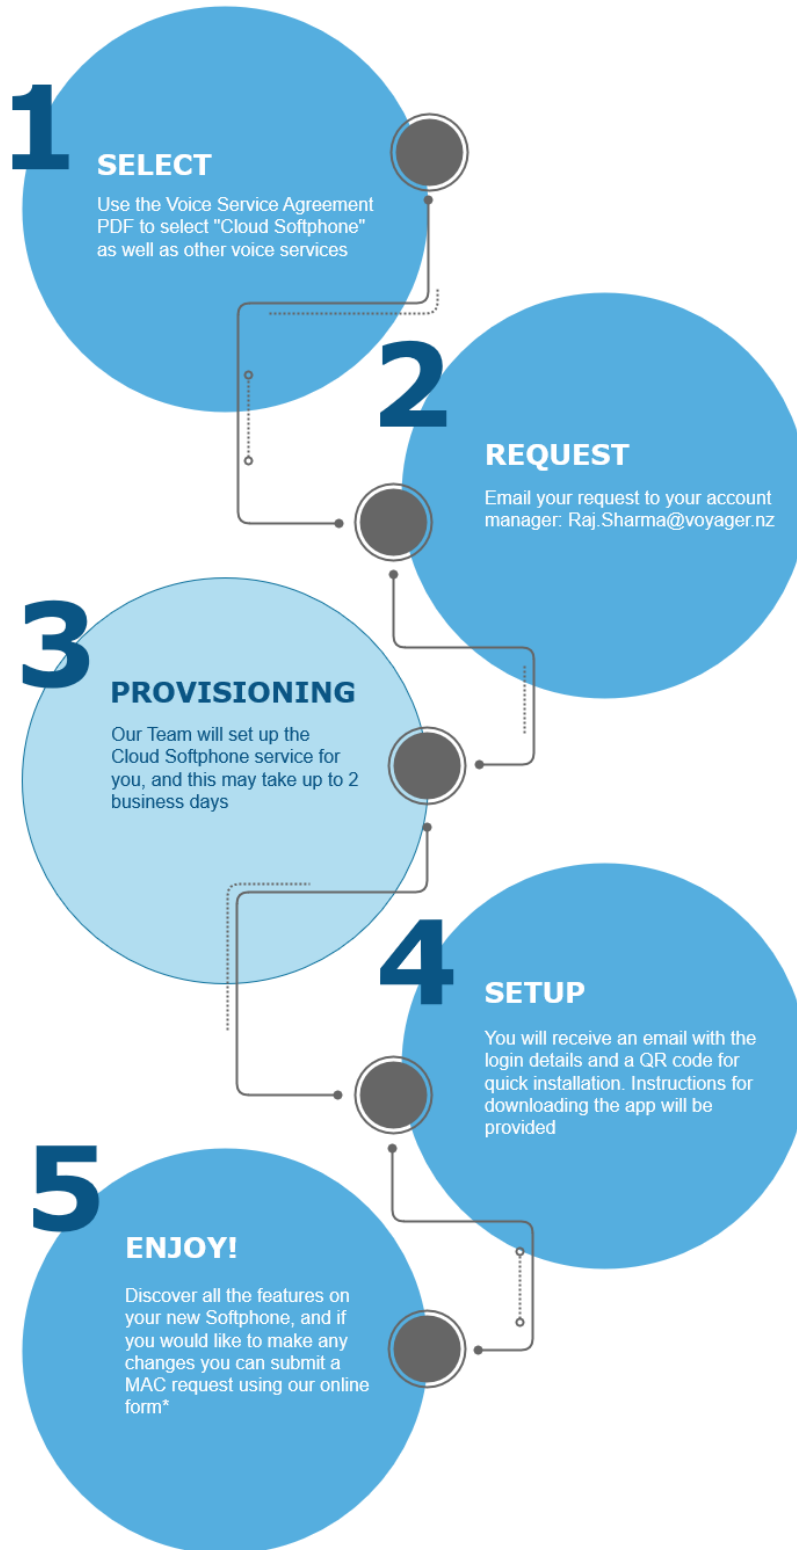 1
SELECT
Use the Voice Service Agreement
PDF to select "Cloud Softphone"
as well as other voice services
2
REQUEST
Email your request to your account
manager: Raj.Sharma@voyager.nz
3
PROVISIONING
Our Team will set up the
Cloud Softphone service for
you, and this may take up to 2
business days
4
SETUP
You will receive an email with the
login details and a QR code for
quick installation. Instructions for
downloading the app will be
provided
5
ENJOY!
Discover all the features on
your new Softphone, and if
you would like to make any
changes you can submit a
MAC request using our online
form*